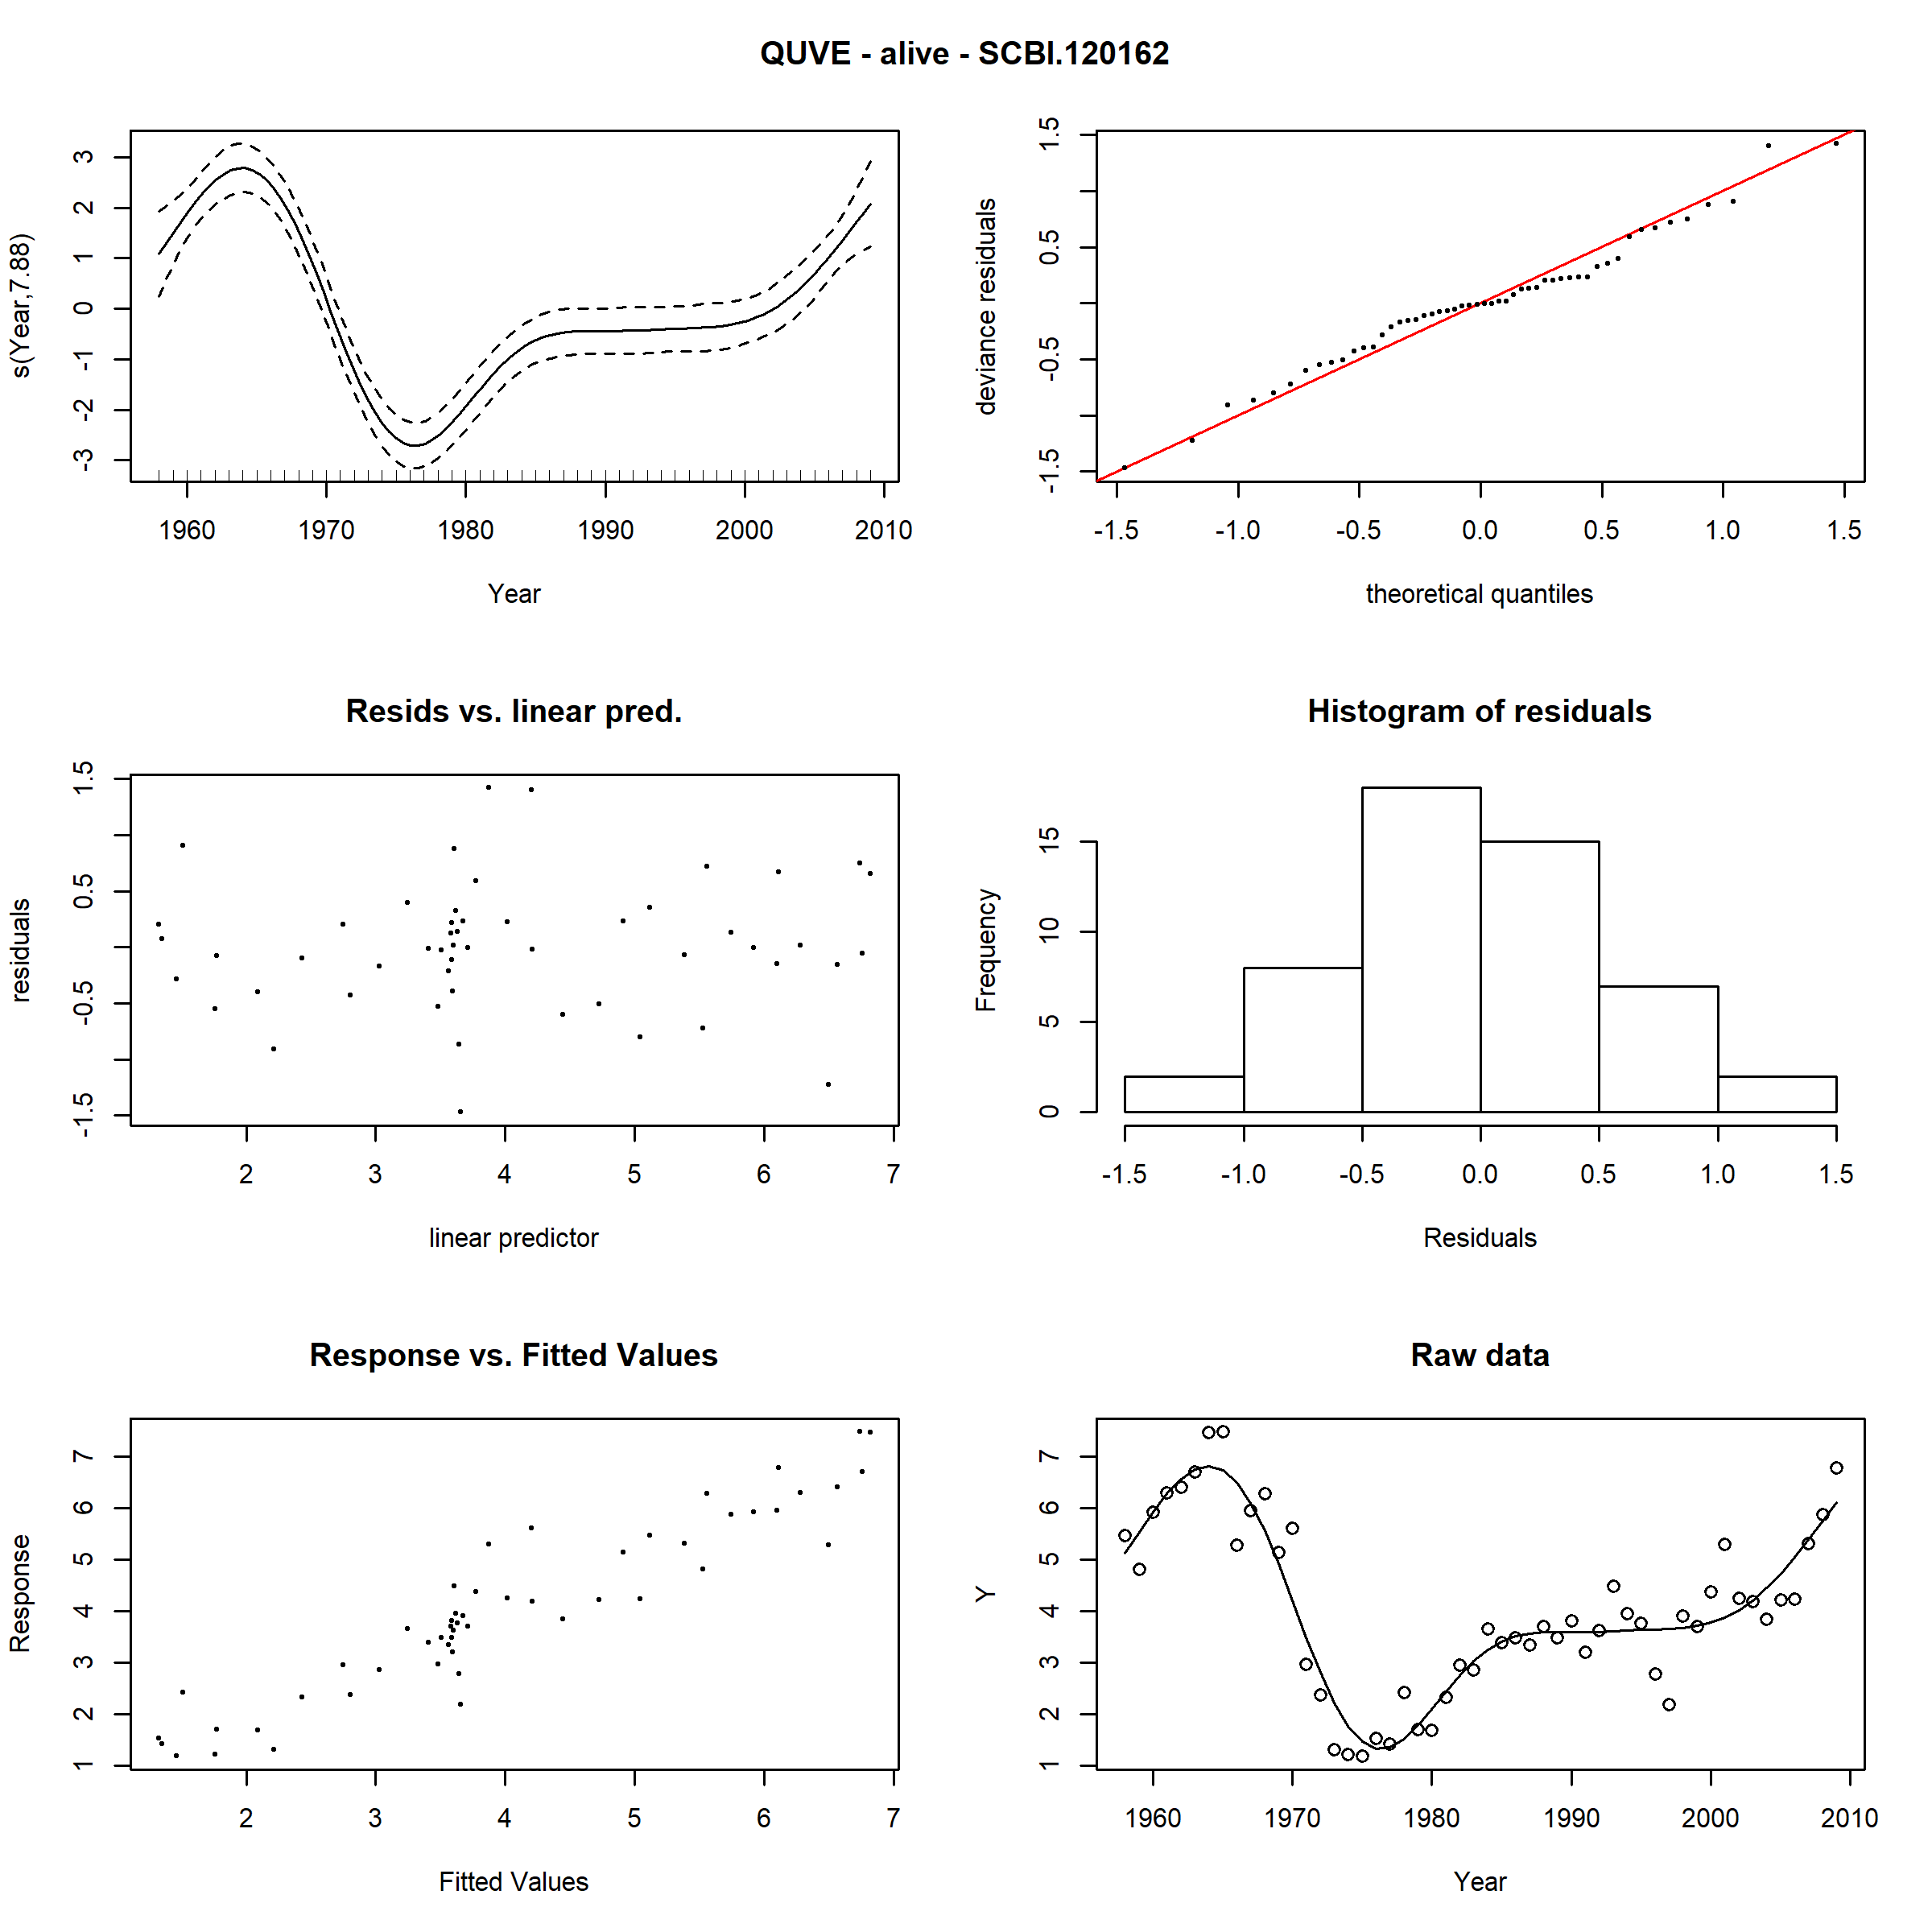 QUVE - alive - SCBI.120162
s(Year,7.88)
3
2
1
0
-1
-2
-3
1960 1970 1980 1990 2000 2010
Year
deviance residuals
1.5
0.5
-0.5
-1.5
-1.5 -1.0 -0.5 0.0 0.5 1.0 1.5
theoretical quantiles
Resids vs. linear pred.
residuals
1.5
0.5
-0.5
-1.5
2 3 4 5 6 7
linear predictor
Histogram of residuals
Frequency
15
10
5
0
-1.5 -1.0 -0.5 0.0 0.5 1.0 1.5
Residuals
Response vs. Fitted Values
Response
7
6
5
4
3
2
1
2 3 4 5 6 7
Fitted Values
Raw data
Y
7
6
5
4
3
2
1
1960 1970 1980 1990 2000 2010
Year